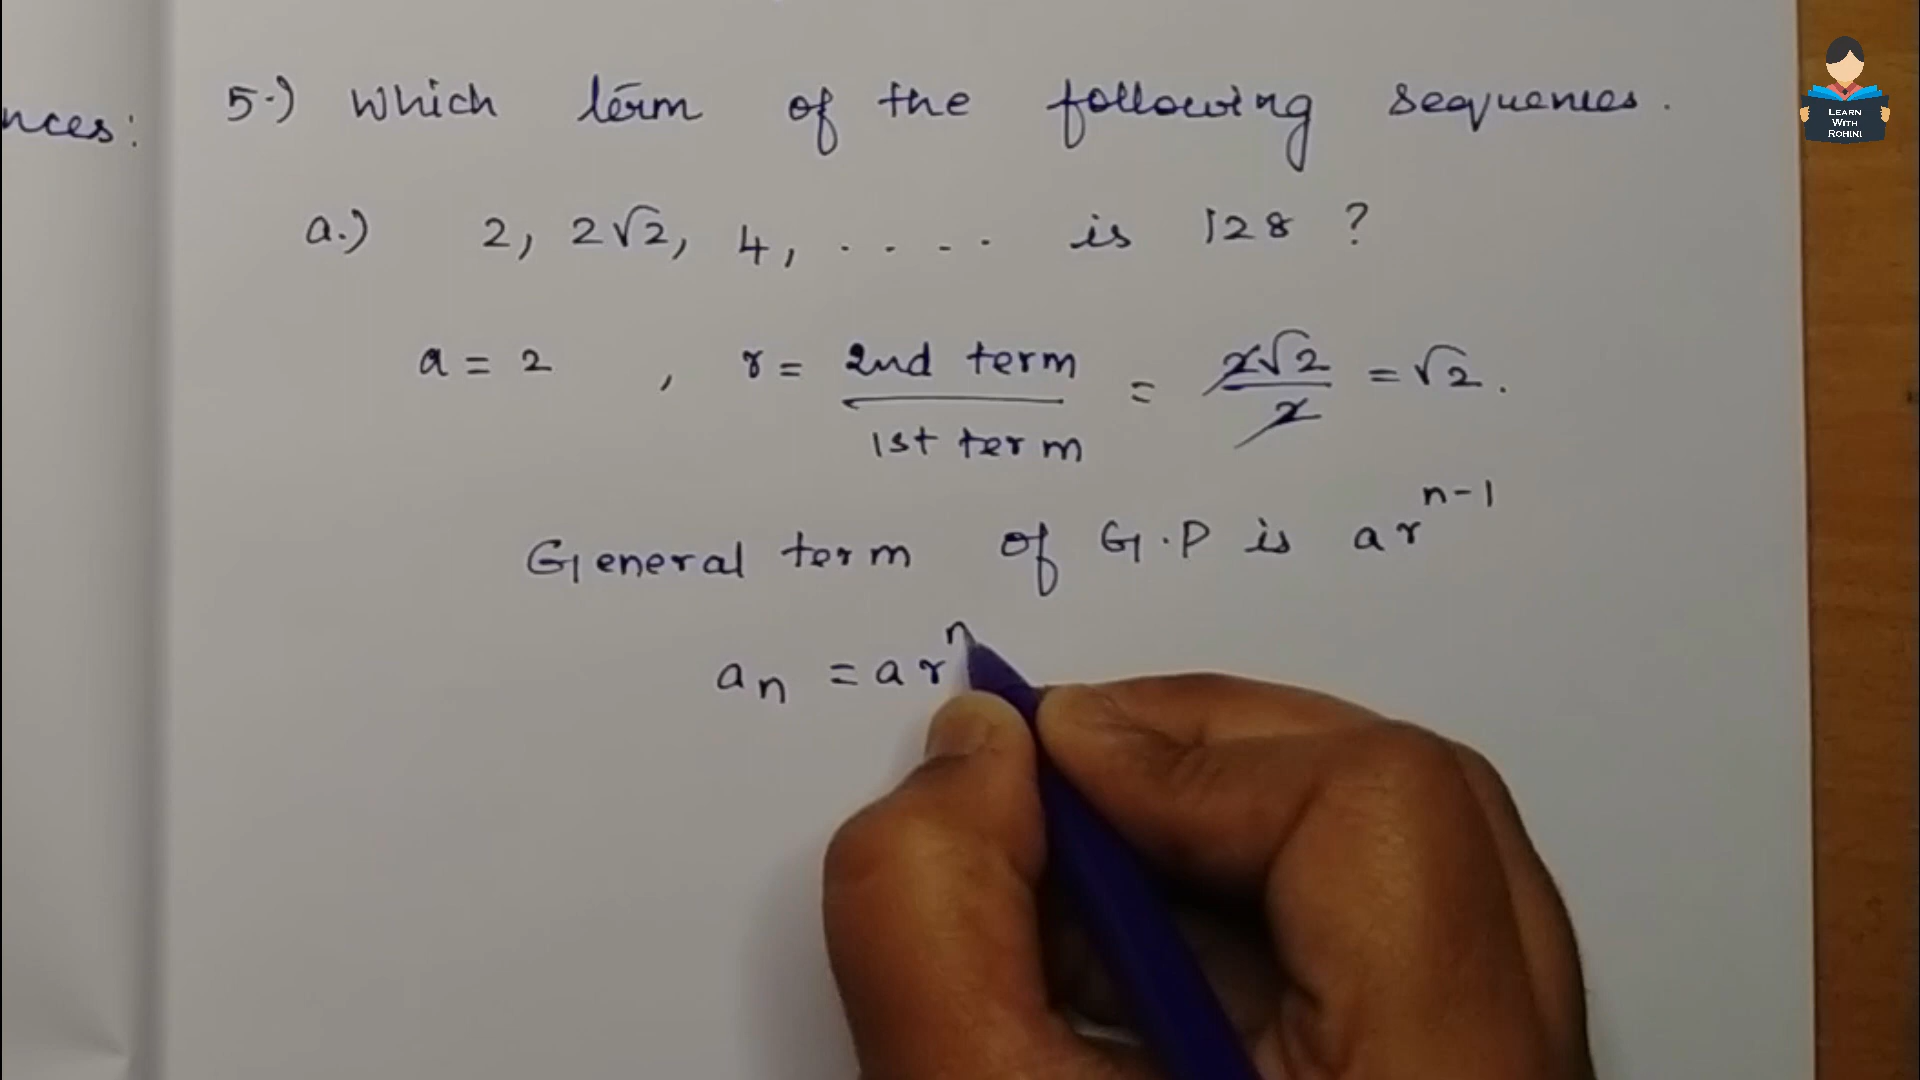 nces:
5.) Which term of the following sequences.
a.) 2, 2√2, 4, .... is 128 ?
a = 2 , r = 2nd term / 1st term = 2√2 / 2 = √2.
General term of G.P is ar^n-1
a_n = ar^n
LEARN
WITH
ROHINI